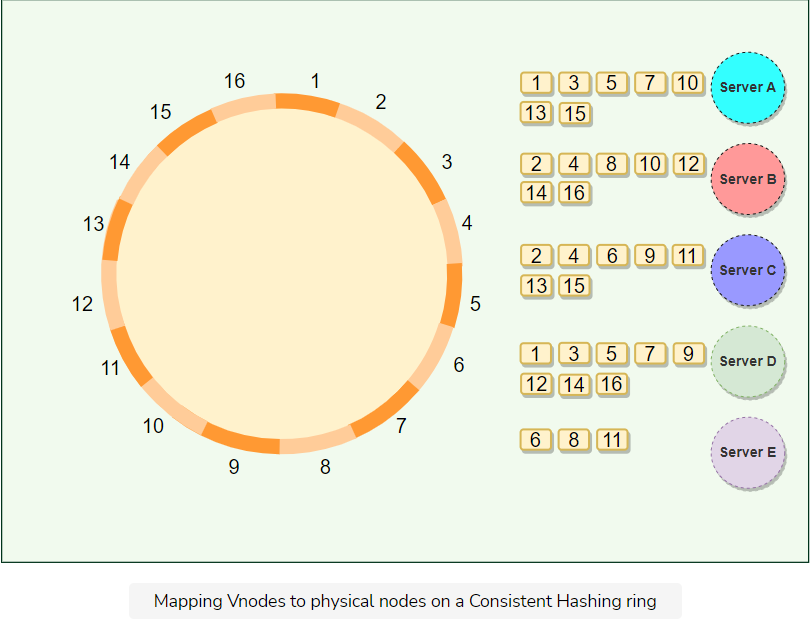 16 1
15 2
14 3
13 4
12 5
11 6
10 7
9 8
1 3 5 7 10
13 15
Server A
2 4 8 10 12
14 16
Server B
2 4 6 9 11
13 15
Server C
1 3 5 7 9
12 14 16
Server D
6 8 11
Server E
Mapping Vnodes to physical nodes on a Consistent Hashing ring